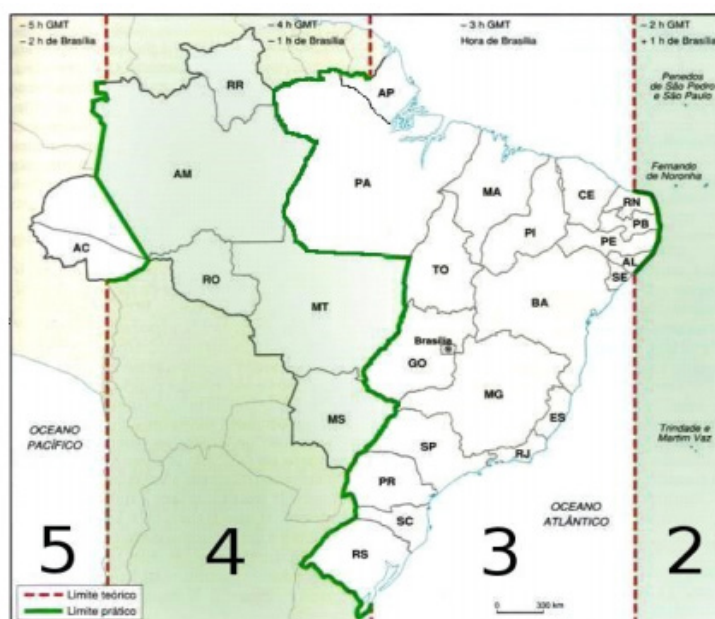 – 5 h GMT
– 2 h de Brasília
– 4 h GMT
– 1 h de Brasília
– 3 h GMT
Hora de Brasília
– 2 h GMT
+ 1 h de Brasília
Penedos
de São Pedro
e São Paulo
RR
AP
Fernando
de Noronha
AM
PA
MA
CE
RN
PB
PI
PE
AL
SE
AC
RO
TO
BA
MT
Brasília
GO
MG
MS
ES
Trindade e
Martim Vaz
OCEANO
PACÍFICO
SP
RJ
PR
OCEANO
ATLÂNTICO
SC
RS
5
4
3
2
Limite teórico
Limite prático
0
300 km